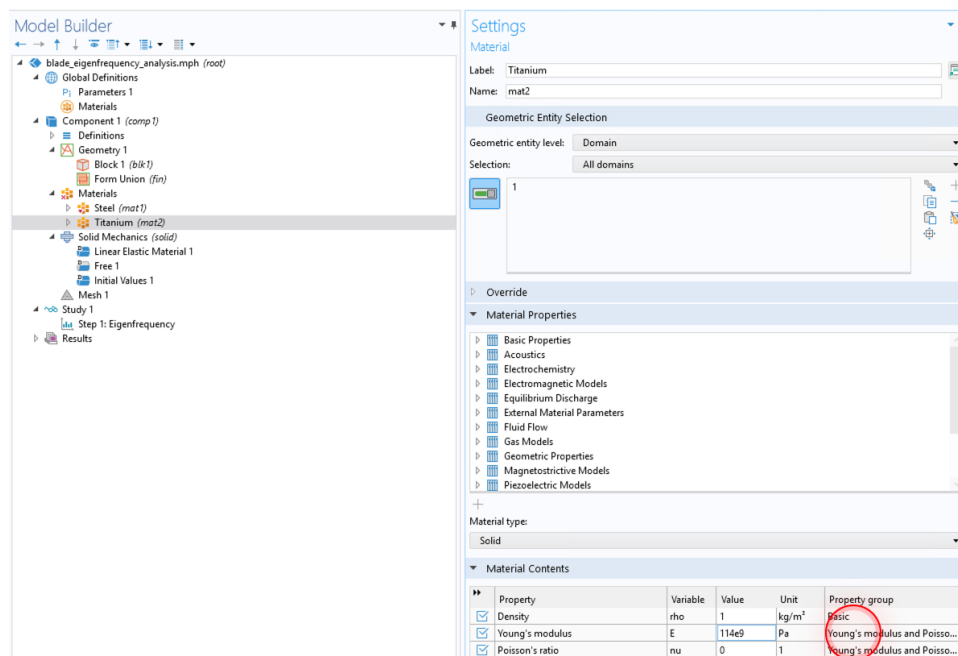 Model Builder
blade_eigenfrequency_analysis.mph (root)
Global Definitions
Pi Parameters 1
Materials
Component 1 (comp1)
Definitions
Geometry 1
Block 1 (blk1)
Form Union (fin)
Materials
Steel (mat1)
Titanium (mat2)
Solid Mechanics (solid)
Linear Elastic Material 1
Free 1
Initial Values 1
Mesh 1
Study 1
Step 1: Eigenfrequency
Results
Settings
Material
Label: Titanium
Name: mat2
Geometric Entity Selection
Geometric entity level: Domain
Selection: All domains
1
Override
Material Properties
Basic Properties
Acoustics
Electrochemistry
Electromagnetic Models
Equilibrium Discharge
External Material Parameters
Fluid Flow
Gas Models
Geometric Properties
Magnetostrictive Models
Piezoelectric Models
Material type:
Solid
Material Contents
Property Variable Value Unit Property group
Density rho 1 kg/m³ Basic
Young's modulus E 114e9 Pa Young's modulus and Poisso...
Poisson's ratio nu 0 1 Young's modulus and Poisso...